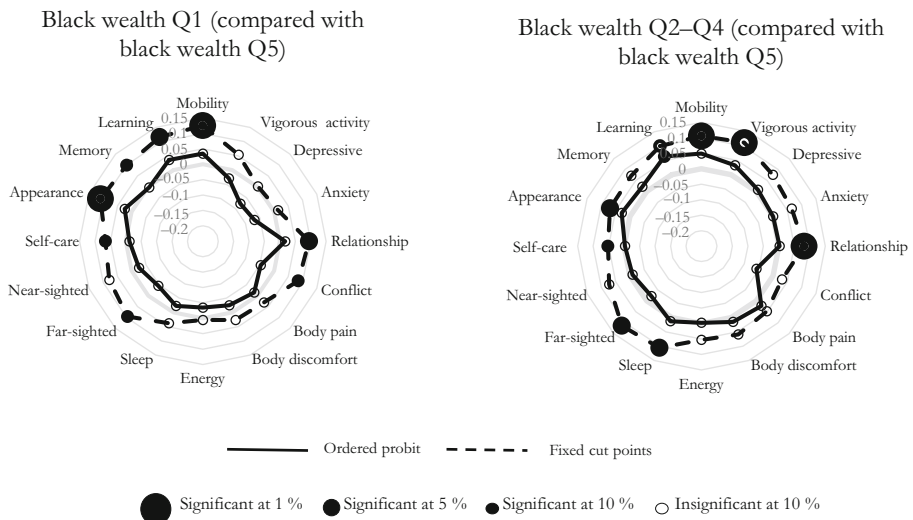 Black wealth Q1 (compared with
black wealth Q5)
Mobility
Vigorous activity
Depressive
Anxiety
Relationship
Conflict
Body pain
Body discomfort
Energy
Sleep
Far-sighted
Near-sighted
Self-care
Appearance
Memory
Learning
0.15
0.1
0.05
0
−0.05
−0.1
−0.15
−0.2
Black wealth Q2–Q4 (compared with
black wealth Q5)
Mobility
Vigorous activity
Depressive
Anxiety
Relationship
Conflict
Body pain
Body discomfort
Energy
Sleep
Far-sighted
Near-sighted
Self-care
Appearance
Memory
Learning
0.15
0.1
0.05
0
−0.05
−0.1
−0.15
−0.2
Ordered probit
Fixed cut points
Significant at 1 %
Significant at 5 %
Significant at 10 %
Insignificant at 10 %